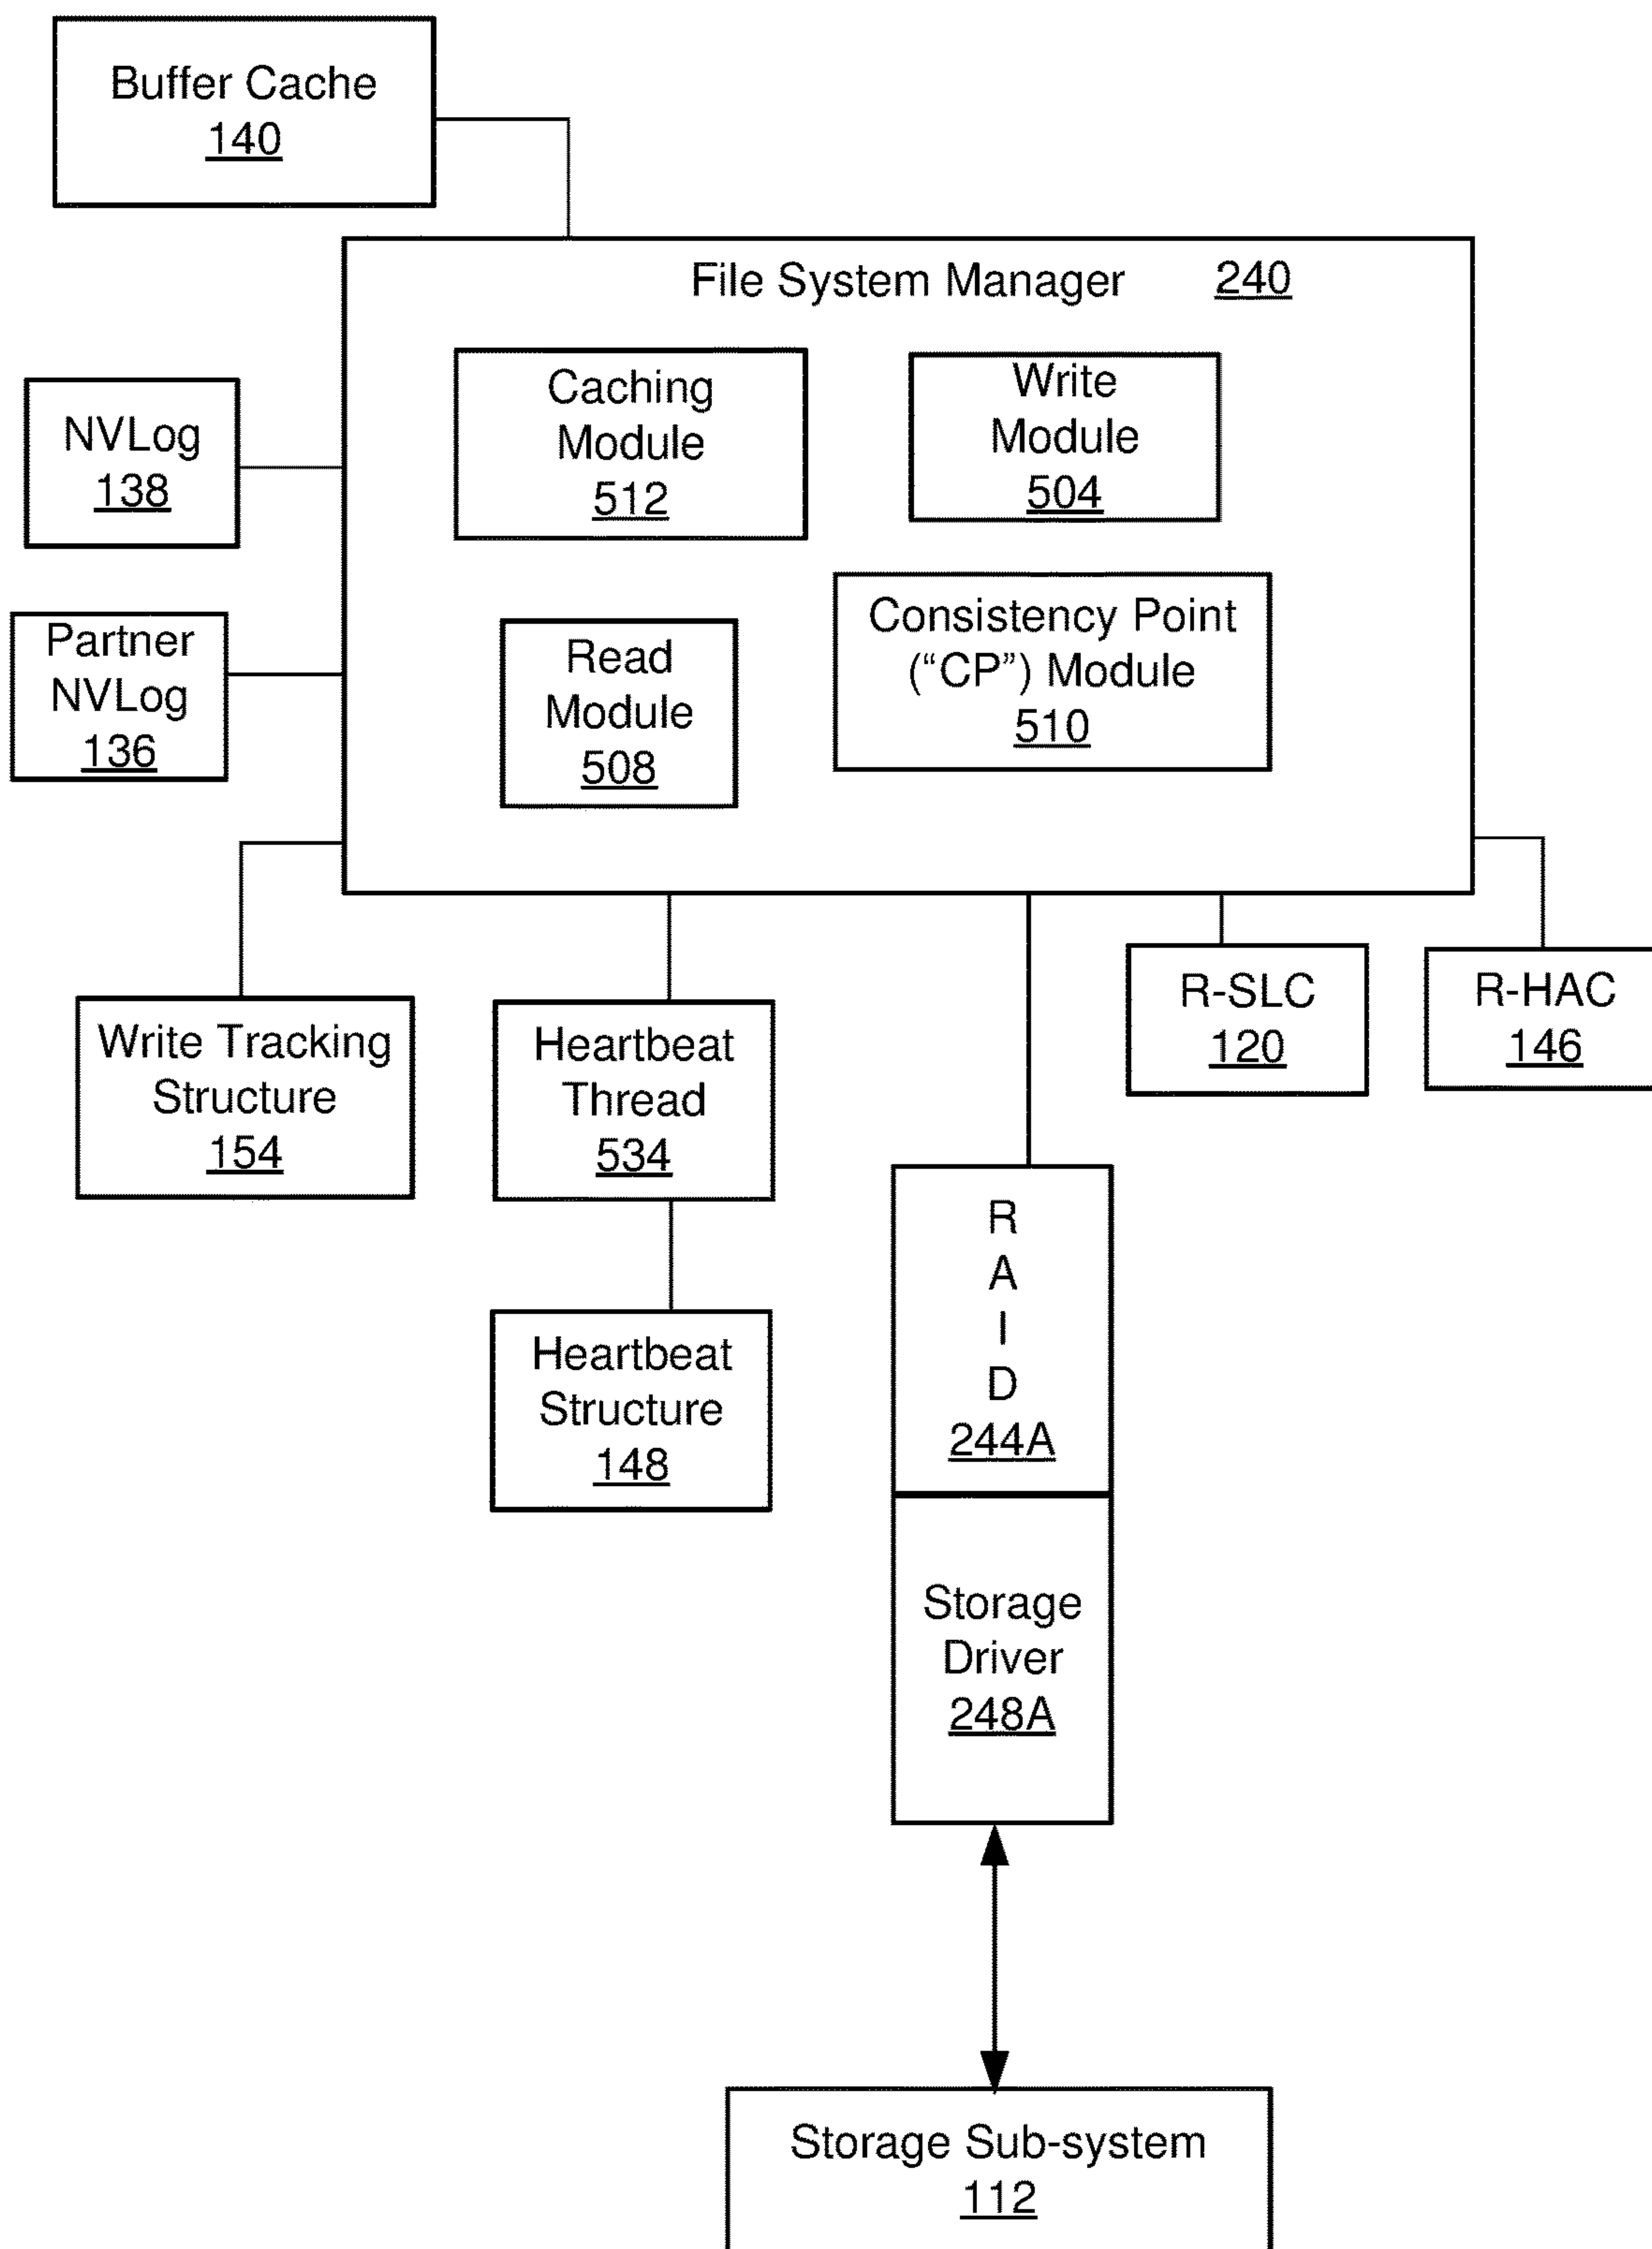 Buffer Cache
140
File System Manager 240
Caching
Module
512
Write
Module
504
NVLog
138
Partner
NVLog
136
Read
Module
508
Consistency Point
(“CP”) Module
510
Write Tracking
Structure
154
Heartbeat
Thread
534
R-SLC
120
R-HAC
146
Heartbeat
Structure
148
R
A
I
D
244A
Storage
Driver
248A
Storage Sub-system
112